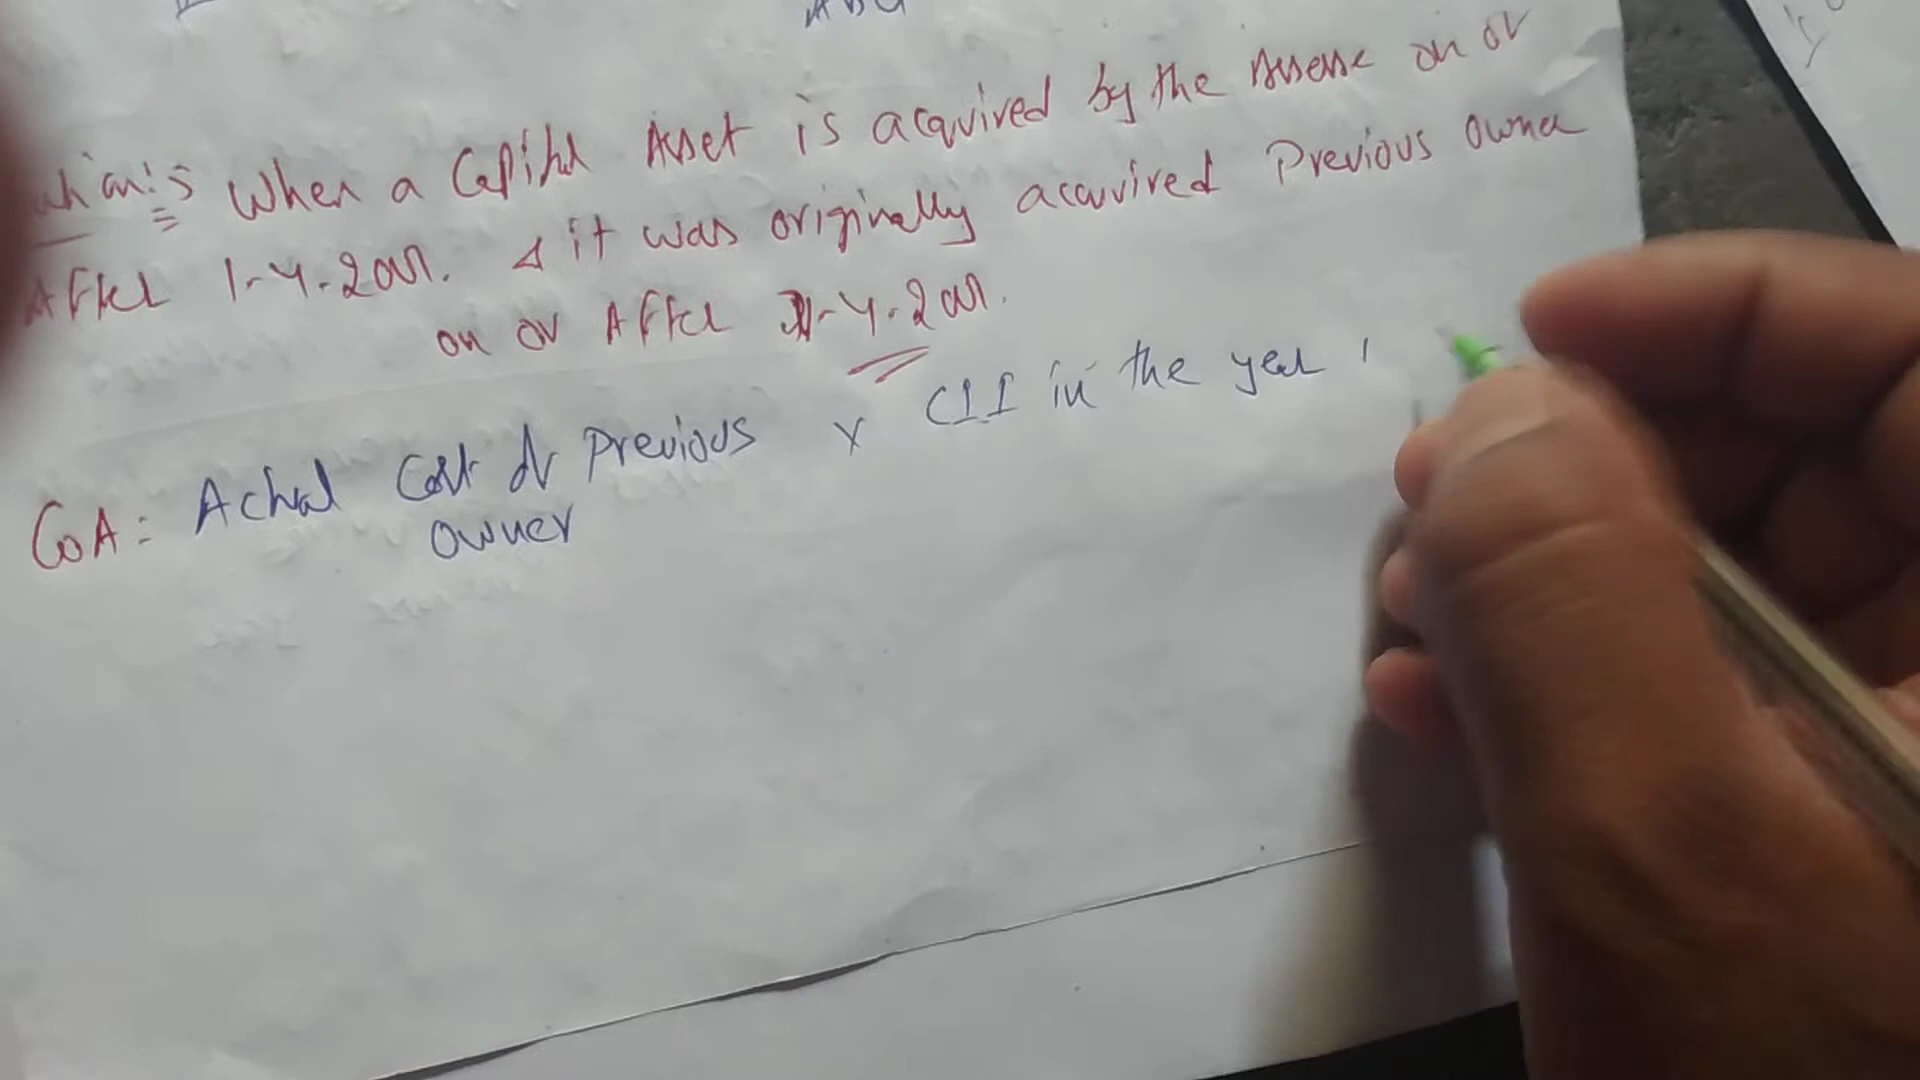 When a Capital Asset is acquired by the Assesse on or
After 1-4-2001. & it was originally acquired Previous Owner
on or After 1-4-2001.
CoA: Actual Cost of Previous x CII in the year
owner